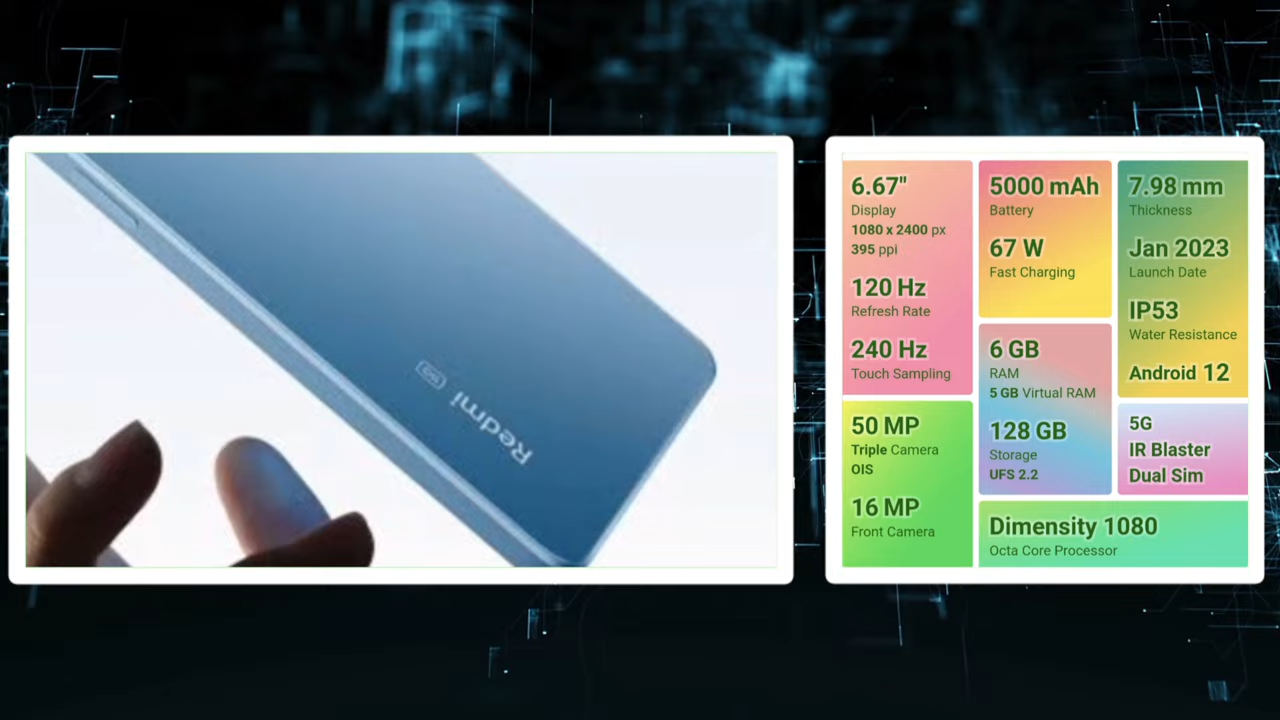 5G
Redmi
6.67"
Display
1080 x 2400 px
395 ppi
120 Hz
Refresh Rate
240 Hz
Touch Sampling
50 MP
Triple Camera
OIS
16 MP
Front Camera
5000 mAh
Battery
67 W
Fast Charging
6 GB
RAM
5 GB Virtual RAM
128 GB
Storage
UFS 2.2
7.98 mm
Thickness
Jan 2023
Launch Date
IP53
Water Resistance
Android 12
5G
IR Blaster
Dual Sim
Dimensity 1080
Octa Core Processor